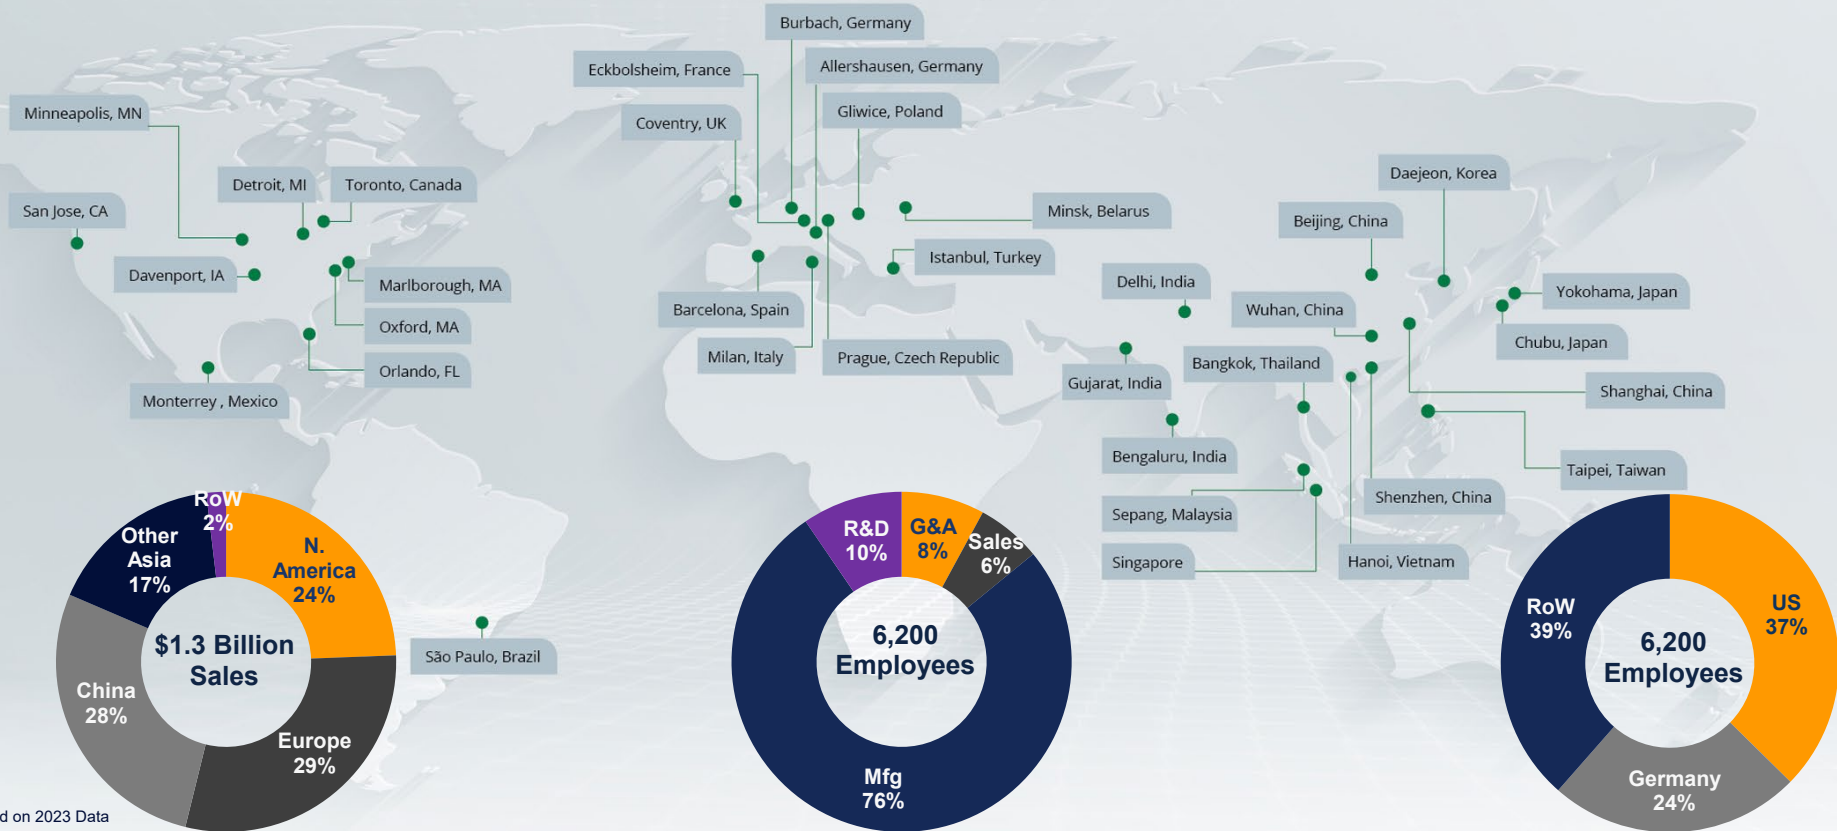 Burbach, Germany
Eckbolsheim, France
Allershausen, Germany
Minneapolis, MN
Coventry, UK
Gliwice, Poland
Detroit, MI
Toronto, Canada
Daejeon, Korea
San Jose, CA
Minsk, Belarus
Beijing, China
Davenport, IA
Marlborough, MA
Istanbul, Turkey
Delhi, India
Yokohama, Japan
Barcelona, Spain
Wuhan, China
Oxford, MA
Chubu, Japan
Milan, Italy
Prague, Czech Republic
Bangkok, Thailand
Orlando, FL
Gujarat, India
Shanghai, China
Monterrey , Mexico
Bengaluru, India
Taipei, Taiwan
Shenzhen, China
Sepang, Malaysia
Singapore
Hanoi, Vietnam
São Paulo, Brazil
RoW
2%
N.
America
24%
Other
Asia
17%
$1.3 Billion
Sales
China
28%
Europe
29%
R&D
10%
G&A
8%
Sales
6%
6,200
Employees
Mfg
76%
RoW
39%
US
37%
6,200
Employees
Germany
24%
on 2023 Data